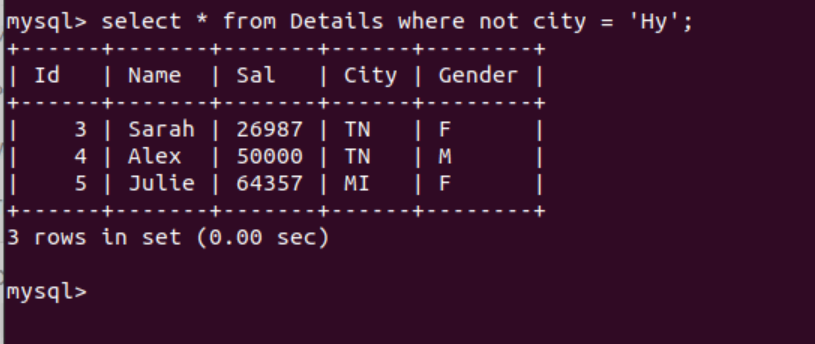 mysql> select * from Details where not city = 'Hy';
+------+-------+-------+------+--------+
| Id   | Name  | Sal   | City | Gender |
+------+-------+-------+------+--------+
|    3 | Sarah | 26987 | TN   | F      |
|    4 | Alex  | 50000 | TN   | M      |
|    5 | Julie | 64357 | MI   | F      |
+------+-------+-------+------+--------+
3 rows in set (0.00 sec)
mysql>